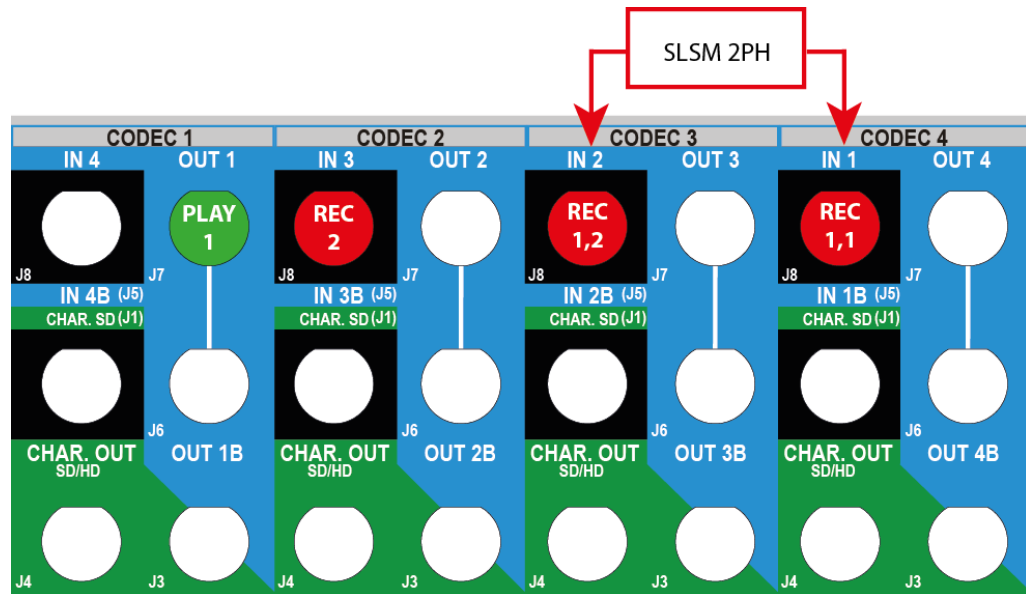 SLSM 2PH
CODEC 1 CODEC 2 CODEC 3 CODEC 4
IN 4 OUT 1 IN 3 OUT 2 IN 2 OUT 3 IN 1 OUT 4
PLAY 1 REC 2 REC 1,2 REC 1,1
J8 J7 J8 J7 J8 J7 J8 J7
IN 4B (J5) IN 3B (J5) IN 2B (J5) IN 1B (J5)
CHAR. SD (J1) CHAR. SD (J1) CHAR. SD (J1) CHAR. SD (J1)
J6 J6 J6 J6
CHAR. OUT OUT 1B CHAR. OUT OUT 2B CHAR. OUT OUT 3B CHAR. OUT OUT 4B
SD/HD SD/HD SD/HD SD/HD
J4 J3 J4 J3 J4 J3 J4 J3